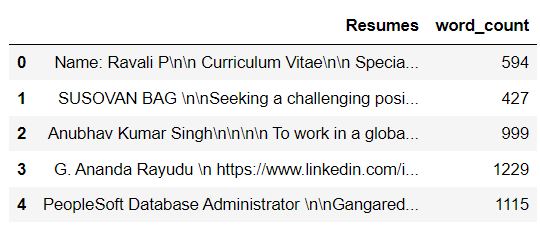 Resumes word_count
0 Name: Ravali P\n\n Curriculum Vitae\n\n Specia... 594
1 SUSOVAN BAG \n\nSeeking a challenging posi... 427
2 Anubhav Kumar Singh\n\n\n\n To work in a globa... 999
3 G. Ananda Rayudu \n https://www.linkedin.com/i... 1229
4 PeopleSoft Database Administrator \n\nGangared... 1115